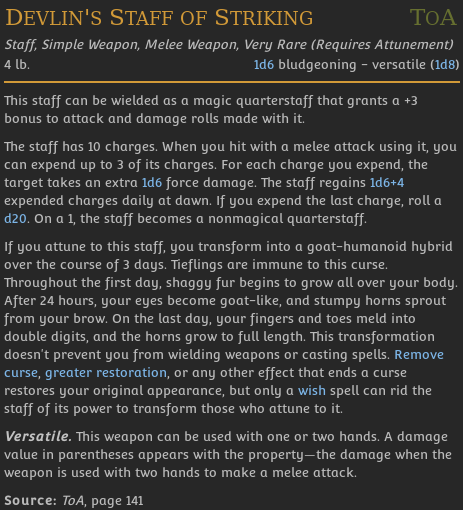 Devlin's Staff of Striking ToA
Staff, Simple Weapon, Melee Weapon, Very Rare (Requires Attunement)
4 lb. 1d6 bludgeoning - versatile (1d8)
This staff can be wielded as a magic quarterstaff that grants a +3
bonus to attack and damage rolls made with it.
The staff has 10 charges. When you hit with a melee attack using it, you
can expend up to 3 of its charges. For each charge you expend, the
target takes an extra 1d6 force damage. The staff regains 1d6+4
expended charges daily at dawn. If you expend the last charge, roll a
d20. On a 1, the staff becomes a nonmagical quarterstaff.
If you attune to this staff, you transform into a goat-humanoid hybrid
over the course of 3 days. Tieflings are immune to this curse.
Throughout the first day, shaggy fur begins to grow all over your body.
After 24 hours, your eyes become goat-like, and stumpy horns sprout
from your brow. On the last day, your fingers and toes meld into
double digits, and the horns grow to full length. This transformation
doesn't prevent you from wielding weapons or casting spells. Remove
curse, greater restoration, or any other effect that ends a curse
restores your original appearance, but only a wish spell can rid the
staff of its power to transform those who attune to it.
Versatile. This weapon can be used with one or two hands. A damage
value in parentheses appears with the property—the damage when the
weapon is used with two hands to make a melee attack.
Source: ToA, page 141